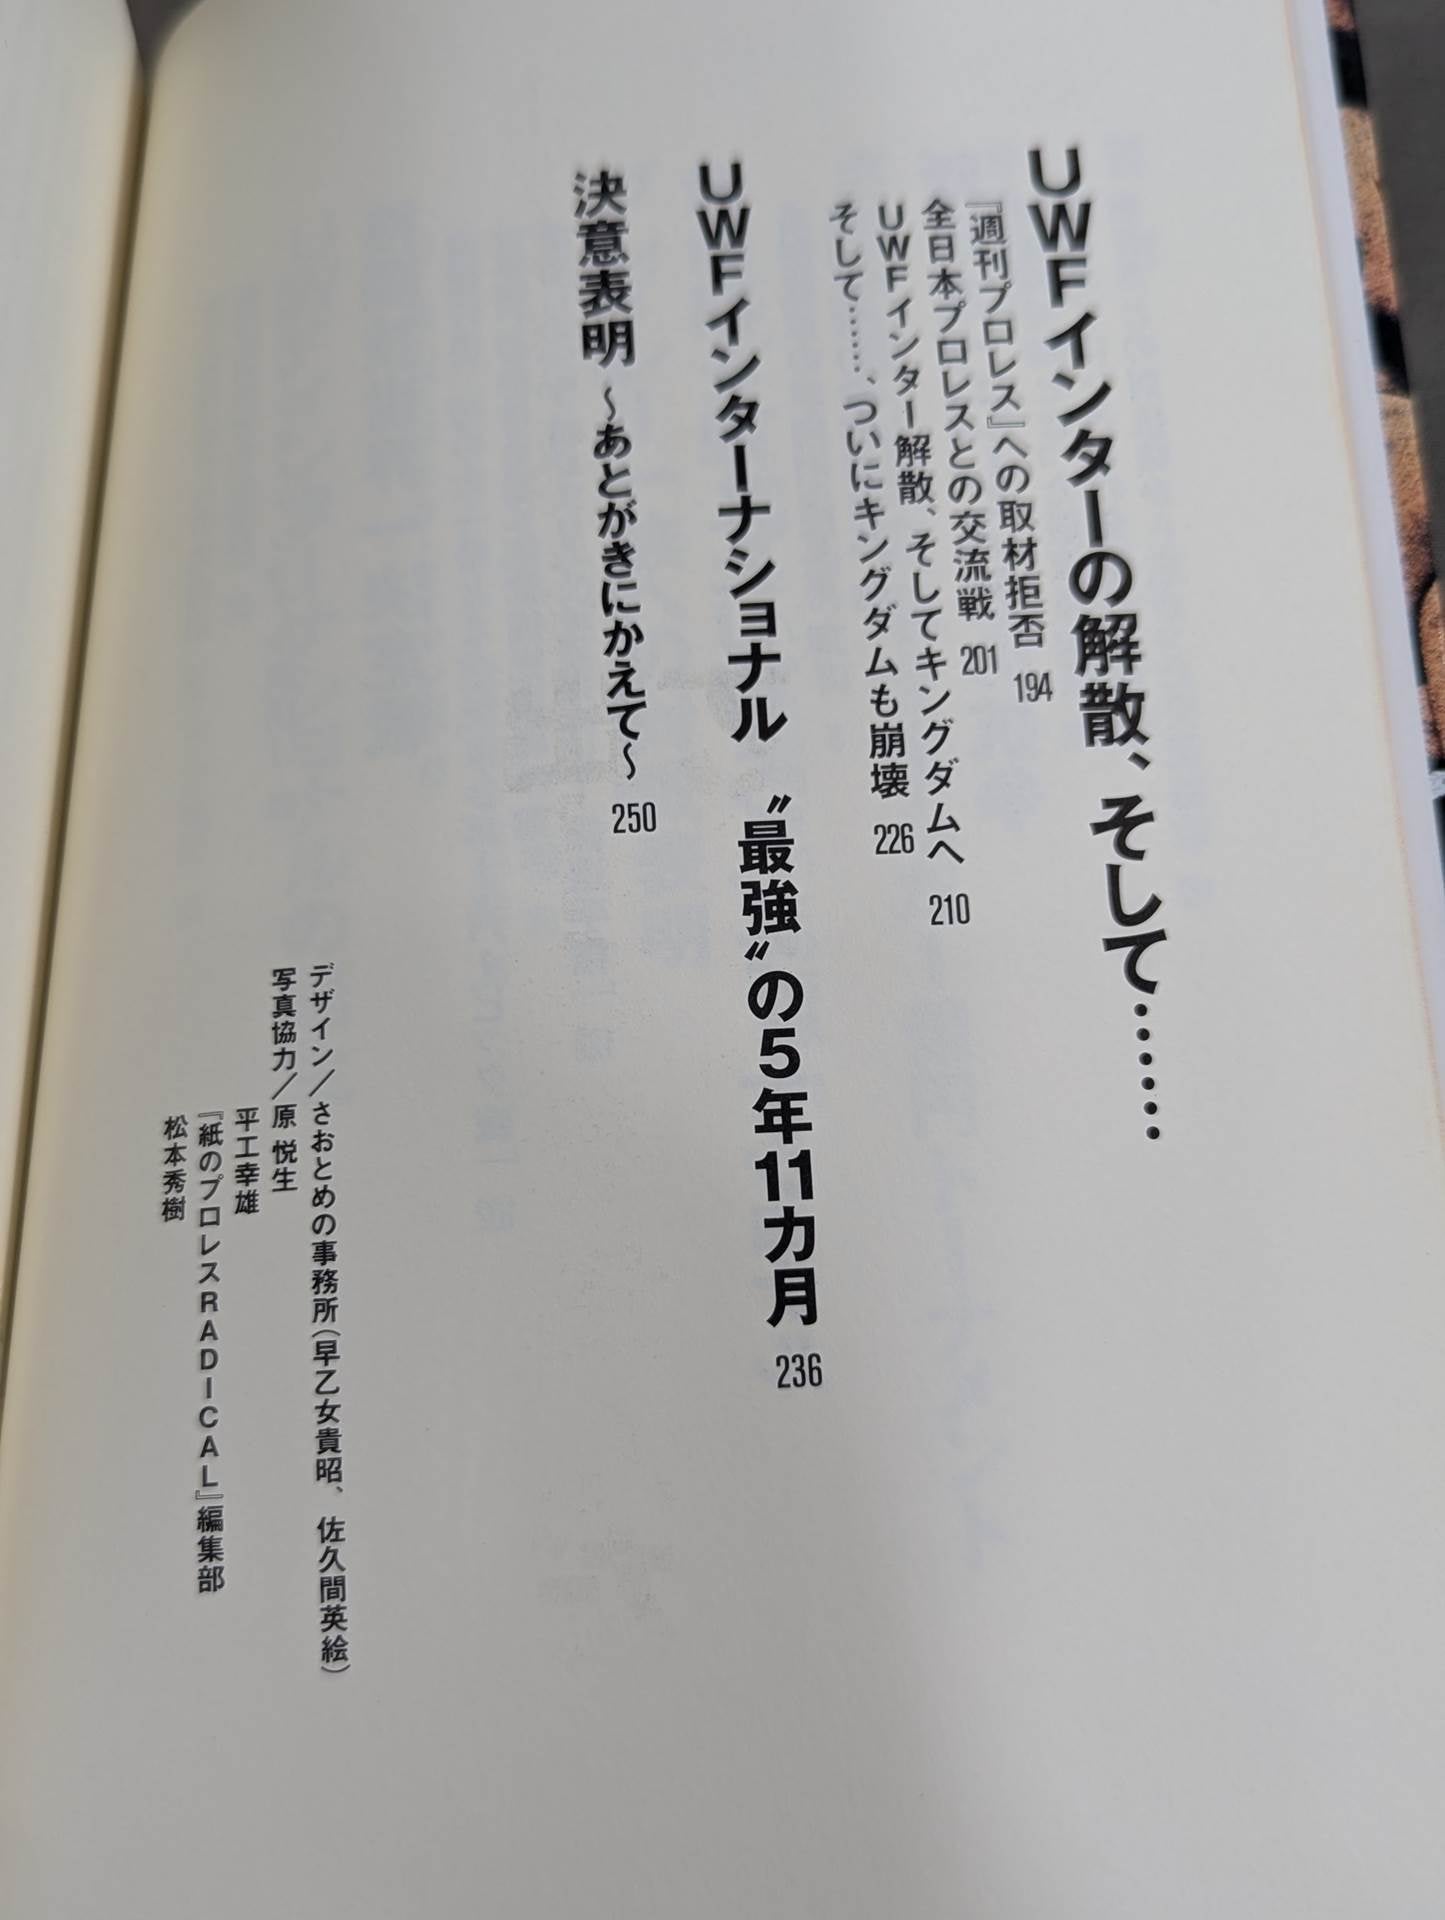 UWFインターの解散、そして……
『週刊プロレス』への取材拒否 194
全日本プロレスとの交流戦 201
UWFインター解散、そしてキングダムへ 210
そして……、ついにキングダムも崩壊 226
UWFインターナショナル 〝最強〟の5年11カ月 236
決意表明 〜あとがきにかえて〜 250
デザイン/さおとめの事務所(早乙女貴昭、佐久間英絵)
写真協力/原 悦生
平工幸雄
『紙のプロレスRADICAL』編集部
松本秀樹